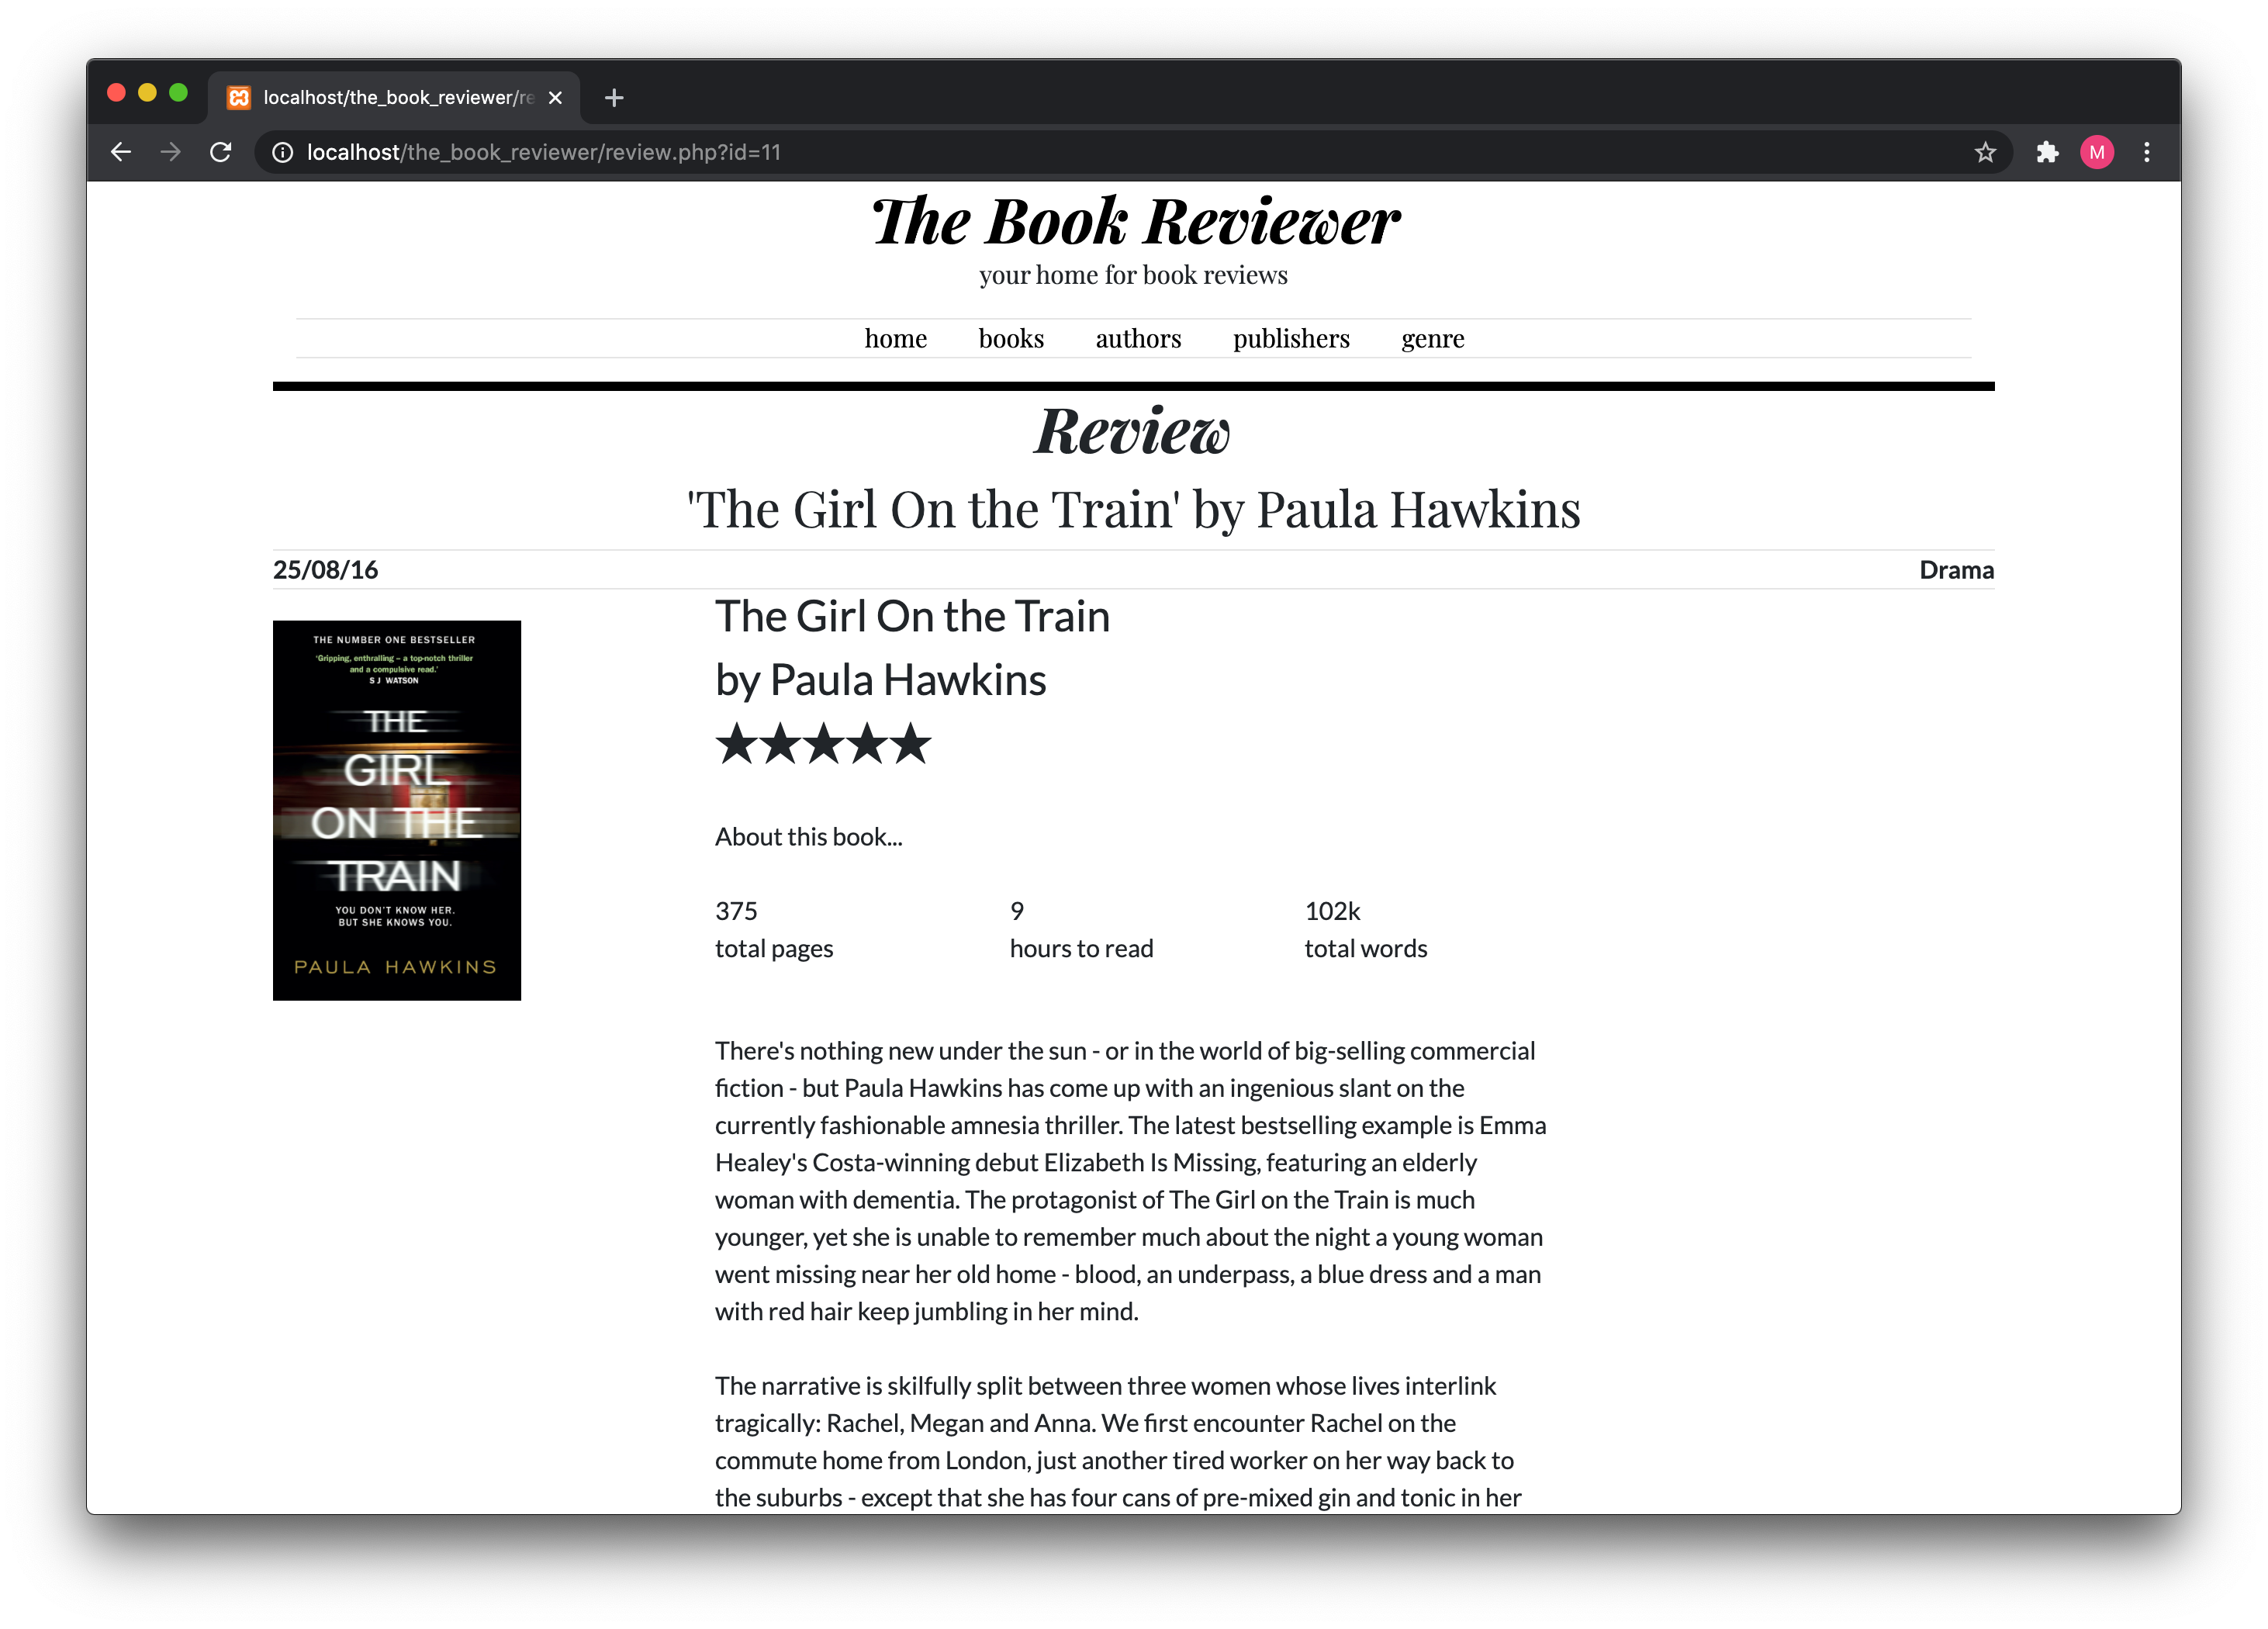 localhost/the_book_reviewer/re
localhost/the_book_reviewer/review.php?id=11
M
The Book Reviewer
your home for book reviews
home books authors publishers genre
Review
'The Girl On the Train' by Paula Hawkins
25/08/16 Drama
THE NUMBER ONE BESTSELLER
'Gripping, enthralling – a top-notch thriller
and a compulsive read.'
S J WATSON
THE
GIRL
ON THE
TRAIN
YOU DON'T KNOW HER.
BUT SHE KNOWS YOU.
PAULA HAWKINS
The Girl On the Train
by Paula Hawkins
★★★★★
About this book...
375 9 102k
total pages hours to read total words
There's nothing new under the sun - or in the world of big-selling commercial
fiction - but Paula Hawkins has come up with an ingenious slant on the
currently fashionable amnesia thriller. The latest bestselling example is Emma
Healey's Costa-winning debut Elizabeth Is Missing, featuring an elderly
woman with dementia. The protagonist of The Girl on the Train is much
younger, yet she is unable to remember much about the night a young woman
went missing near her old home - blood, an underpass, a blue dress and a man
with red hair keep jumbling in her mind.
The narrative is skilfully split between three women whose lives interlink
tragically: Rachel, Megan and Anna. We first encounter Rachel on the
commute home from London, just another tired worker on her way back to
the suburbs - except that she has four cans of pre-mixed gin and tonic in her